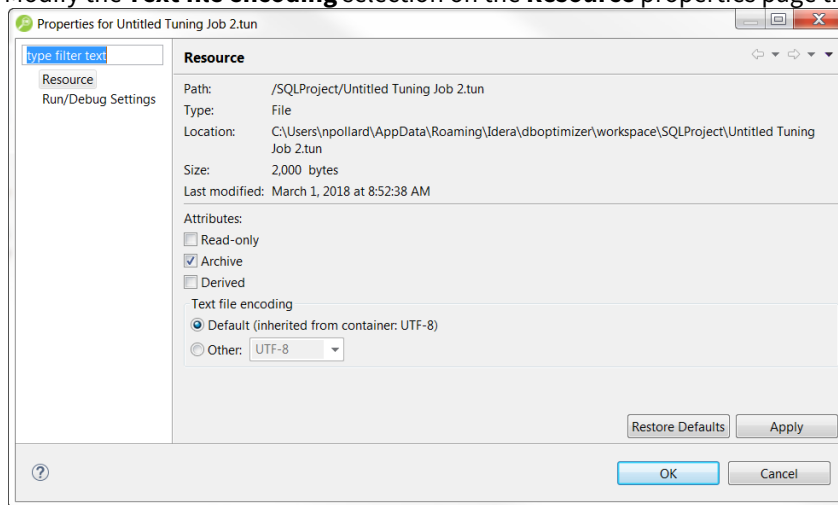 Modify the Text file encoding selection on the Resource properties page
Properties for Untitled Tuning Job 2.tun
type filter text
Resource
Run/Debug Settings
Resource
Path: /SQLProject/Untitled Tuning Job 2.tun
Type: File
Location: C:\Users\npollard\AppData\Roaming\Idera\dboptimizer\workspace\SQLProject\Untitled Tuning
Job 2.tun
Size: 2,000 bytes
Last modified: March 1, 2018 at 8:52:38 AM
Attributes:
Read-only
Archive
Derived
Text file encoding
Default (inherited from container: UTF-8)
Other: UTF-8
Restore Defaults Apply
OK Cancel